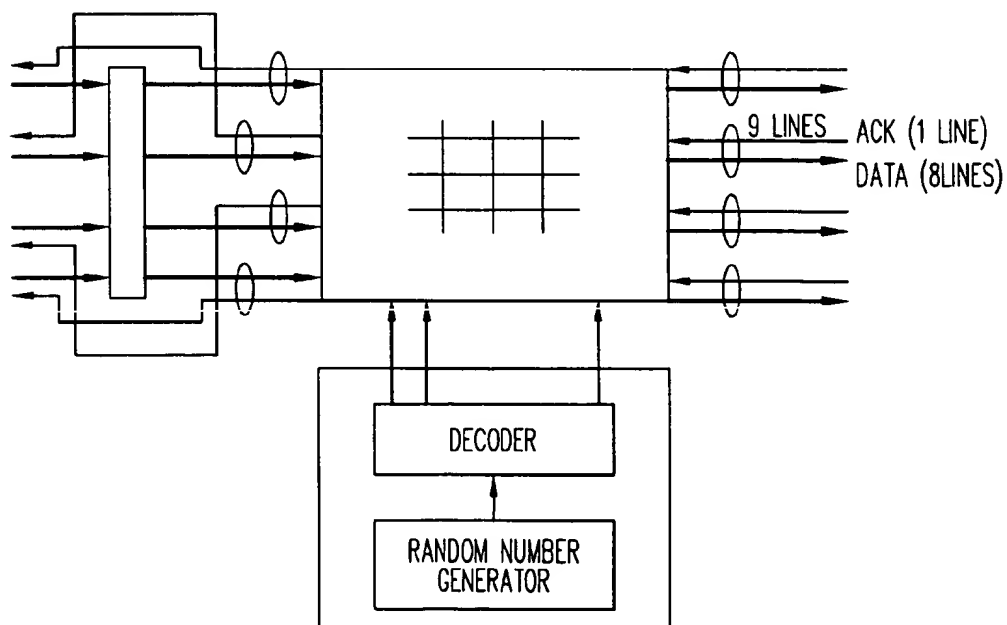 9 LINES
ACK (1 LINE)
DATA (8LINES)
DECODER
RANDOM NUMBER
GENERATOR